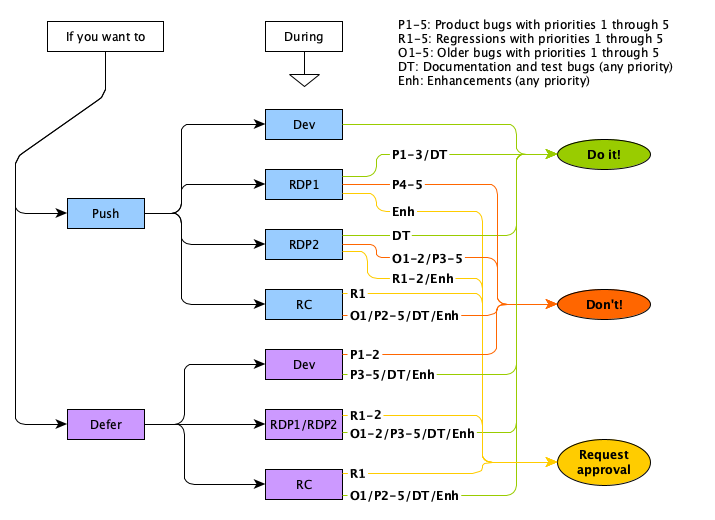 If you want to
During
P1-5: Product bugs with priorities 1 through 5
R1-5: Regressions with priorities 1 through 5
O1-5: Older bugs with priorities 1 through 5
DT: Documentation and test bugs (any priority)
Enh: Enhancements (any priority)
Dev
Do it!
P1-3/DT
RDP1
P4-5
Enh
Push
DT
RDP2
O1-2/P3-5
R1-2/Enh
R1
RC
Don't!
O1/P2-5/DT/Enh
P1-2
Dev
P3-5/DT/Enh
R1-2
Defer
RDP1/RDP2
O1-2/P3-5/DT/Enh
Request
approval
R1
RC
O1/P2-5/DT/Enh